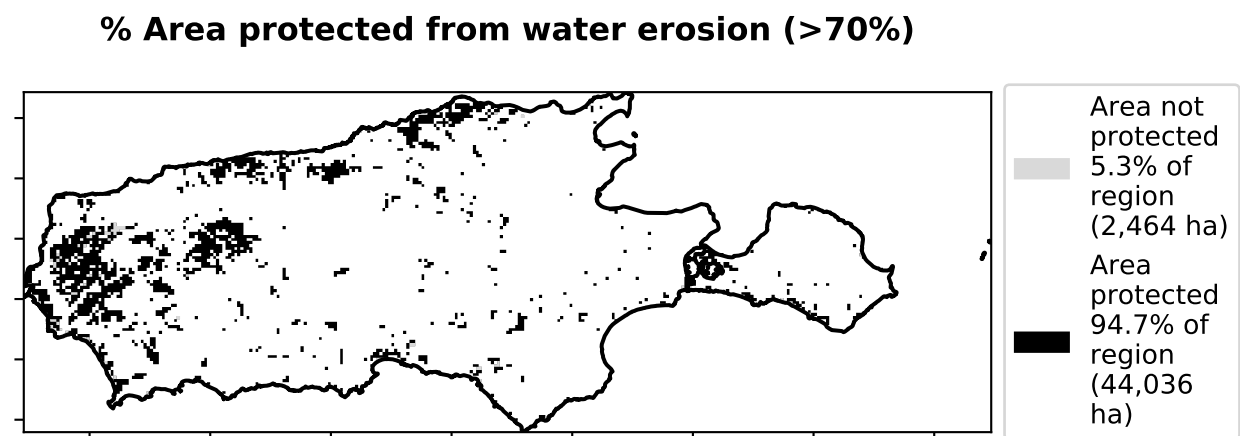 % Area protected from water erosion (>70%)
Area not
protected
5.3% of
region
(2,464 ha)
Area
protected
94.7% of
region
(44,036
ha)